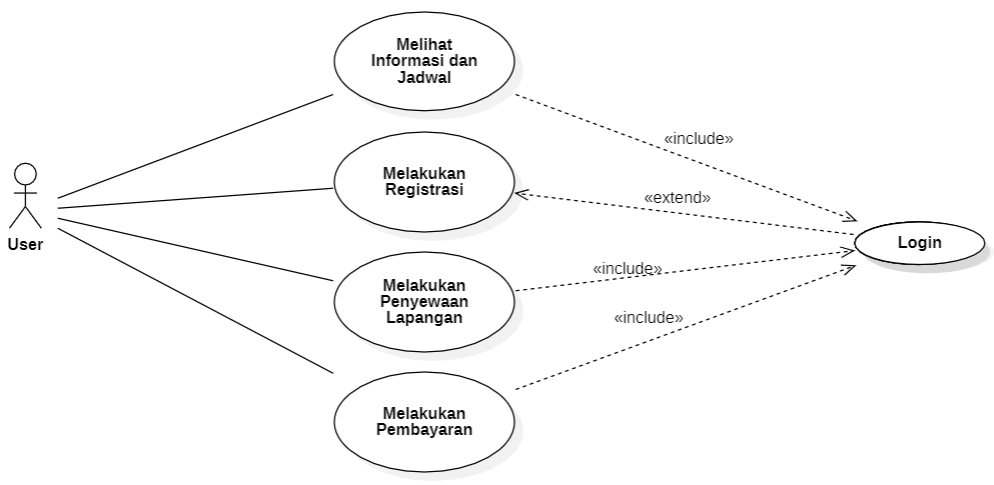 Melihat
Informasi dan
Jadwal
«include»
Melakukan
Registrasi
«extend»
User
Login
«include»
Melakukan
Penyewaan
Lapangan
«include»
Melakukan
Pembayaran